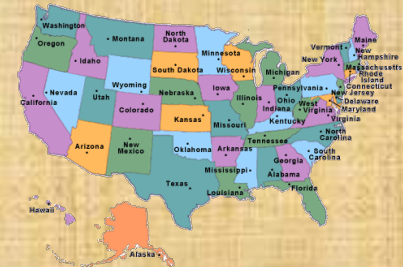 Washington
Montana
North
Dakota
Minnesota
Maine
Vermont
New
Hampshire
Oregon
Idaho
South Dakota
Wisconsin
Michigan
New York
Massachusetts
Rhode
Island
Connecticut
Nevada
Wyoming
Nebraska
Iowa
Illinois
Indiana
Ohio
Pennsylvania
New
Jersey
Delaware
Maryland
California
Utah
Colorado
Kansas
Missouri
Kentucky
West
Virginia
Virginia
Arizona
New
Mexico
Oklahoma
Arkansas
Tennessee
North
Carolina
South
Carolina
Texas
Mississippi
Louisiana
Alabama
Georgia
Florida
Hawaii
Alaska